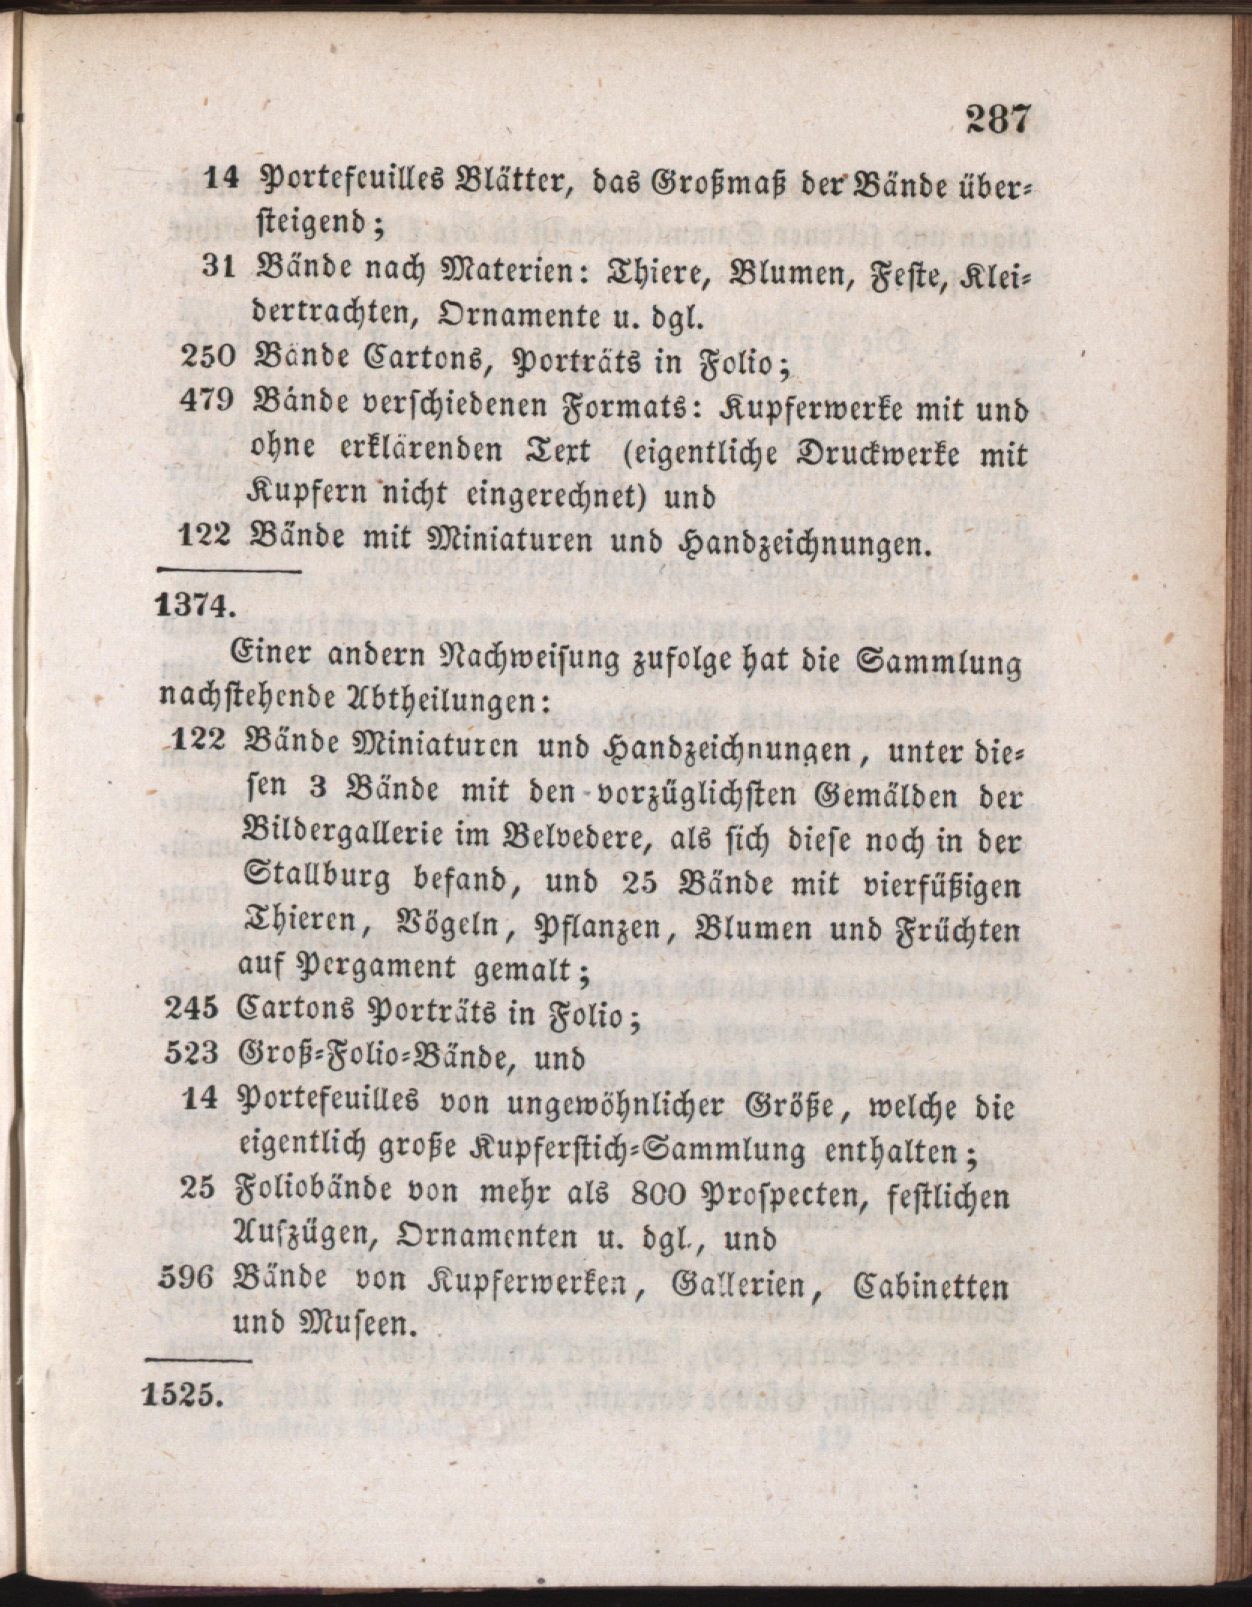 287
14 Portefeuilles Blätter, das Großmaß der Bände über-
steigend;
31 Bände nach Materien: Thiere, Blumen, Feste, Klei-
dertrachten, Ornamente u. dgl.
250 Bände Cartons, Porträts in Folio;
479 Bände verschiedenen Formats: Kupferwerke mit und
ohne erklärenden Text (eigentliche Druckwerke mit
Kupfern nicht eingerechnet) und
122 Bände mit Miniaturen und Handzeichnungen.
1374.
Einer andern Nachweisung zufolge hat die Sammlung
nachstehende Abtheilungen:
122 Bände Miniaturen und Handzeichnungen, unter die-
sen 3 Bände mit den vorzüglichsten Gemälden der
Bildergallerie im Belvedere, als sich diese noch in der
Stallburg befand, und 25 Bände mit vierfüßigen
Thieren, Vögeln, Pflanzen, Blumen und Früchten
auf Pergament gemalt;
245 Cartons Porträts in Folio;
523 Groß-Folio-Bände, und
14 Portefeuilles von ungewöhnlicher Größe, welche die
eigentlich große Kupferstich-Sammlung enthalten;
25 Foliobände von mehr als 800 Prospecten, festlichen
Aufzügen, Ornamenten u. dgl., und
596 Bände von Kupferwerken, Gallerien, Cabinetten
und Museen.
1525.